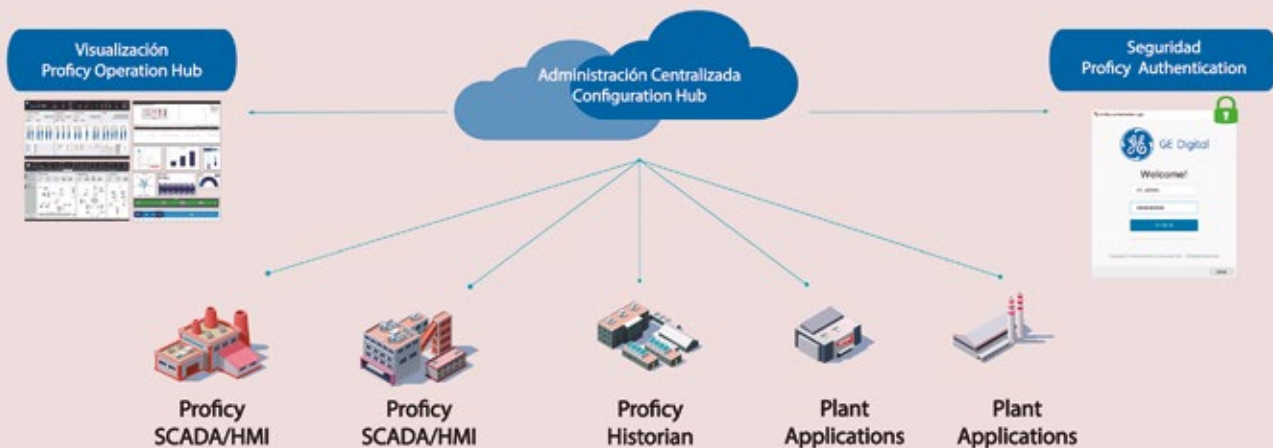 Visualización
Proficy Operation Hub
Administración Centralizada
Configuration Hub
Seguridad
Proficy Authentication
GE Digital
Welcome!
Proficy
SCADA/HMI
Proficy
SCADA/HMI
Proficy
Historian
Plant
Applications
Plant
Applications